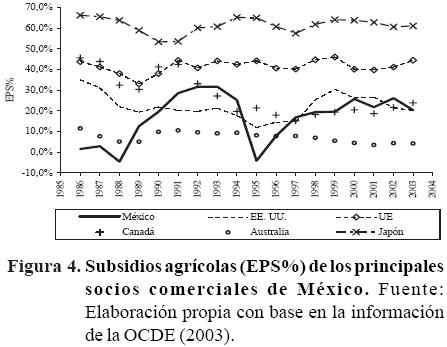 70,0%
60,0%
50,0%
40,0%
30,0%
20,0%
10,0%
0,0%
-10,0%
EPS%
1985 1986 1987 1988 1989 1990 1991 1992 1993 1994 1995 1996 1997 1998 1999 2000 2001 2002 2003 2004
México EE. UU. UE
Canadá Australia Japón
Figura 4. Subsidios agrícolas (EPS%) de los principales
socios comerciales de México. Fuente:
Elaboración propia con base en la información
de la OCDE (2003).